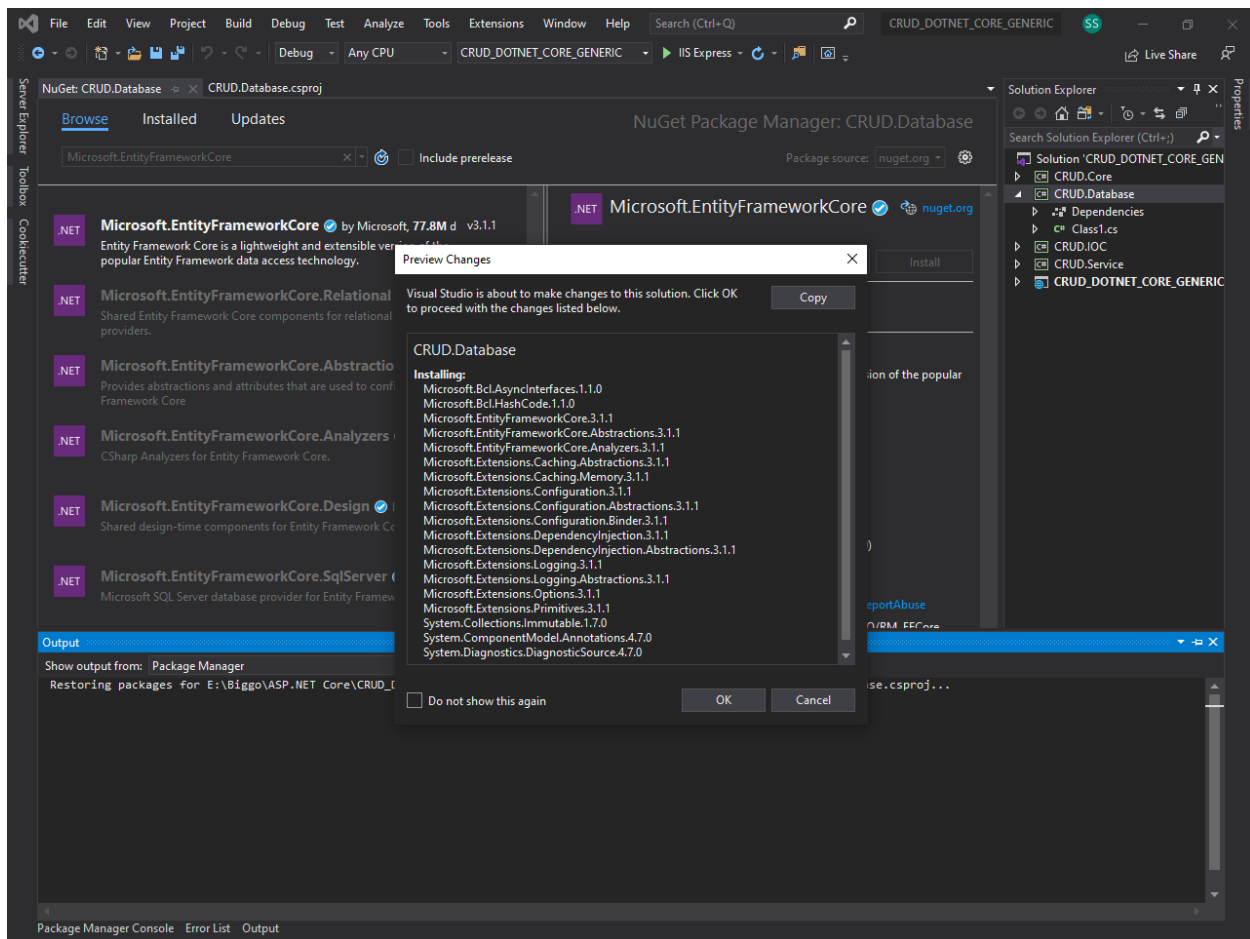 File Edit View Project Build Debug Test Analyze Tools Extensions Window Help Search (Ctrl+Q) CRUD_DOTNET_CORE_GENERIC SS
Debug Any CPU CRUD_DOTNET_CORE_GENERIC IIS Express Live Share
Server Explorer
Toolbox
Cookiecutter
NuGet: CRUD.Database CRUD.Database.csproj
Browse Installed Updates NuGet Package Manager: CRUD.Database
Microsoft.EntityFrameworkCore Include prerelease Package source: nuget.org
.NET Microsoft.EntityFrameworkCore by Microsoft, 77.8M d v3.1.1
Entity Framework Core is a lightweight and extensible version of the
popular Entity Framework data access technology.
.NET Microsoft.EntityFrameworkCore.Relational
Shared Entity Framework Core components for relational
providers.
.NET Microsoft.EntityFrameworkCore.Abstractio
Provides abstractions and attributes that are used to conf
Framework Core
.NET Microsoft.EntityFrameworkCore.Analyzers
CSharp Analyzers for Entity Framework Core.
.NET Microsoft.EntityFrameworkCore.Design
Shared design-time components for Entity Framework Co
.NET Microsoft.EntityFrameworkCore.SqlServer
Microsoft SQL Server database provider for Entity Framew
.NET Microsoft.EntityFrameworkCore nuget.org
Install
ion of the popular
)
eportAbuse
Preview Changes
Visual Studio is about to make changes to this solution. Click OK
to proceed with the changes listed below.
Copy
CRUD.Database
Installing:
Microsoft.Bcl.AsyncInterfaces.1.1.0
Microsoft.Bcl.HashCode.1.1.0
Microsoft.EntityFrameworkCore.3.1.1
Microsoft.EntityFrameworkCore.Abstractions.3.1.1
Microsoft.EntityFrameworkCore.Analyzers.3.1.1
Microsoft.Extensions.Caching.Abstractions.3.1.1
Microsoft.Extensions.Caching.Memory.3.1.1
Microsoft.Extensions.Configuration.3.1.1
Microsoft.Extensions.Configuration.Abstractions.3.1.1
Microsoft.Extensions.Configuration.Binder.3.1.1
Microsoft.Extensions.DependencyInjection.3.1.1
Microsoft.Extensions.DependencyInjection.Abstractions.3.1.1
Microsoft.Extensions.Logging.3.1.1
Microsoft.Extensions.Logging.Abstractions.3.1.1
Microsoft.Extensions.Options.3.1.1
Microsoft.Extensions.Primitives.3.1.1
System.Collections.Immutable.1.7.0
System.ComponentModel.Annotations.4.7.0
System.Diagnostics.DiagnosticSource.4.7.0
Do not show this again OK Cancel
Solution Explorer
Search Solution Explorer (Ctrl+;)
Solution 'CRUD_DOTNET_CORE_GEN
C# CRUD.Core
C# CRUD.Database
Dependencies
C# Class1.cs
C# CRUD.IOC
C# CRUD.Service
CRUD_DOTNET_CORE_GENERIC
Properties
Output
Show output from: Package Manager
Restoring packages for E:\Biggo\ASP.NET Core\CRUD_D se.csproj...
Package Manager Console Error List Output